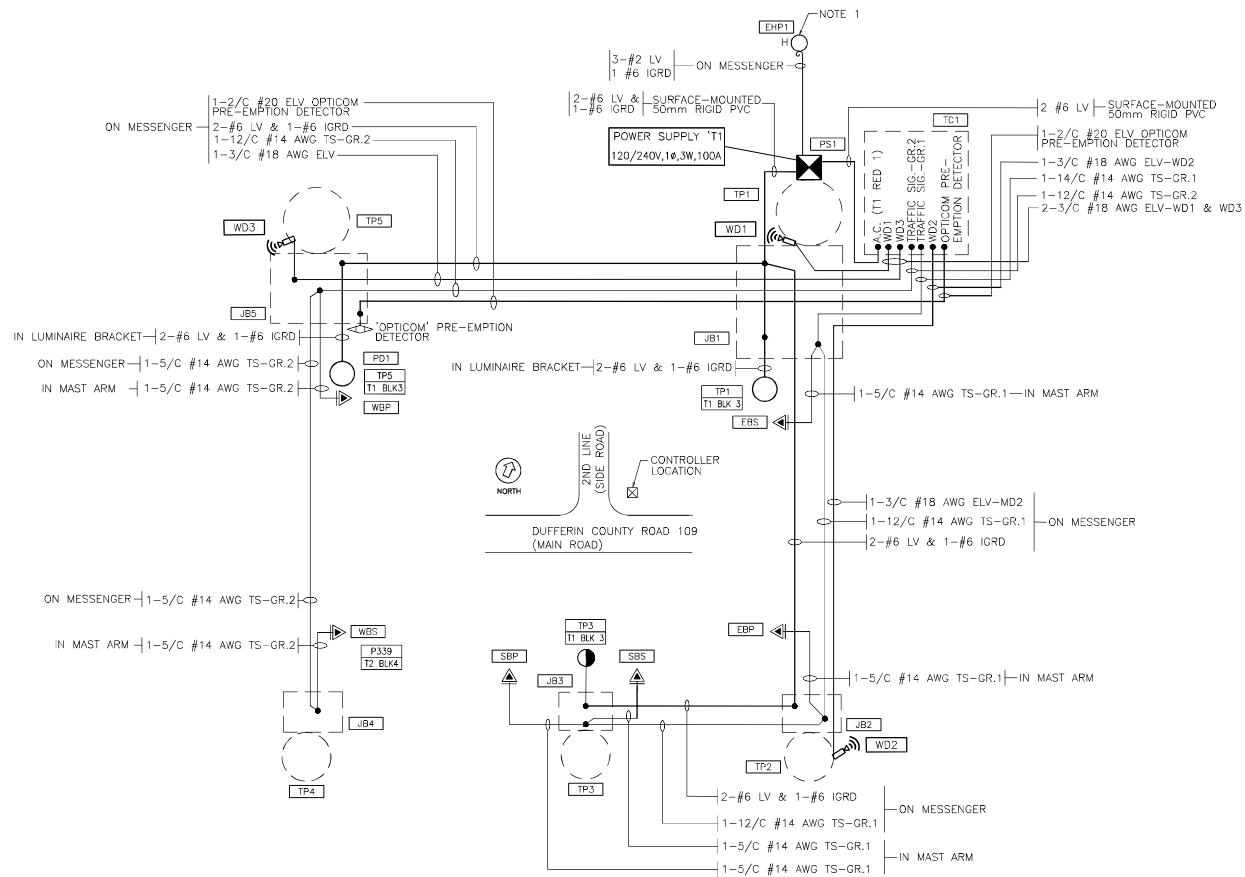 NOTE 1
EHP1
H
3-#2 LV
1 #6 IGRD
ON MESSENGER
2-#6 LV &
1-#6 IGRD
SURFACE-MOUNTED
50mm RIGID PVC
POWER SUPPLY 'T1
120/240V,1ø,3W,100A
PS1
TC1
2 #6 LV
SURFACE-MOUNTED
50mm RIGID PVC
1-2/C #20 ELV OPTICOM
PRE-EMPTION DETECTOR
1-3/C #18 AWG ELV-WD2
1-14/C #14 AWG TS-GR.1
1-12/C #14 AWG TS-GR.2
2-3/C #18 AWG ELV-WD1 & WD3
A.C. (T1 RED 1)
WD1
WD3
TRAFFIC SIG.-GR.2
TRAFFIC SIG.-GR.1
WD2
OPTICOM PRE-
EMPTION DETECTOR
ON MESSENGER
1-2/C #20 ELV OPTICOM
PRE-EMPTION DETECTOR
2-#6 LV & 1-#6 IGRD
1-12/C #14 AWG TS-GR.2
1-3/C #18 AWG ELV
TP5
WD3
TP1
WD1
JB5
'OPTICOM' PRE-EMPTION
DETECTOR
IN LUMINAIRE BRACKET
2-#6 LV & 1-#6 IGRD
ON MESSENGER
1-5/C #14 AWG TS-GR.2
IN MAST ARM
1-5/C #14 AWG TS-GR.2
PD1
TP5
T1 BLK3
WBP
JB1
IN LUMINAIRE BRACKET
2-#6 LV & 1-#6 IGRD
TP1
T1 BLK 3
EBS
1-5/C #14 AWG TS-GR.1
IN MAST ARM
NORTH
2ND LINE
(SIDE ROAD)
CONTROLLER
LOCATION
DUFFERIN COUNTY ROAD 109
(MAIN ROAD)
1-3/C #18 AWG ELV-MD2
1-12/C #14 AWG TS-GR.1
2-#6 LV & 1-#6 IGRD
ON MESSENGER
ON MESSENGER
1-5/C #14 AWG TS-GR.2
IN MAST ARM
1-5/C #14 AWG TS-GR.2
WBS
P339
T2 BLK4
TP3
T1 BLK 3
EBP
SBP
SBS
JB3
1-5/C #14 AWG TS-GR.1
IN MAST ARM
JB4
JB2
WD2
TP4
TP3
TP2
2-#6 LV & 1-#6 IGRD
1-12/C #14 AWG TS-GR.1
ON MESSENGER
1-5/C #14 AWG TS-GR.1
1-5/C #14 AWG TS-GR.1
IN MAST ARM